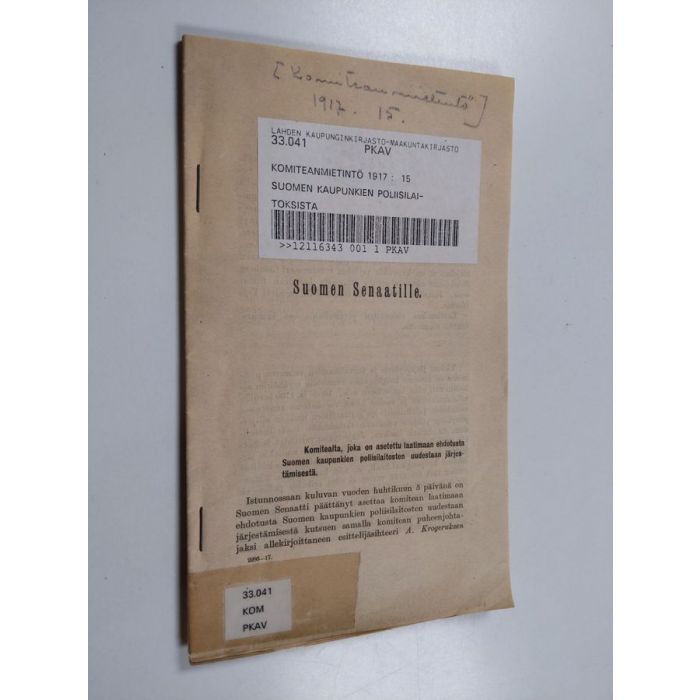 [Komiteanmietintö]
1917. 15.
LAHDEN KAUPUNGINKIRJASTO-MAAKUNTAKIRJASTO
33.041 PKAV
KOMITEANMIETINTÖ 1917 : 15
SUOMEN KAUPUNKIEN POLIISILAI-
TOKSISTA
>>12116343 001 1 PKAV
Suomen Senaatille.
Komitealta, joka on asetettu laatimaan ehdotusta
Suomen kaupunkien poliisilaitosten uudestaan järjes-
tämisestä.
Istunnossaan kuluvan vuoden huhtikuun 5 päivänä on
Suomen Senaatti päättänyt asettaa komitean laatimaan
ehdotusta Suomen kaupunkien poliisilaitosten uudestaan
järjestämisestä kutsuen samalla komitean puheenjohta-
jaksi allekirjoittaneen esittelijäsihteeri A. Krogeruksen
2086—17.
33.041
KOM
PKAV